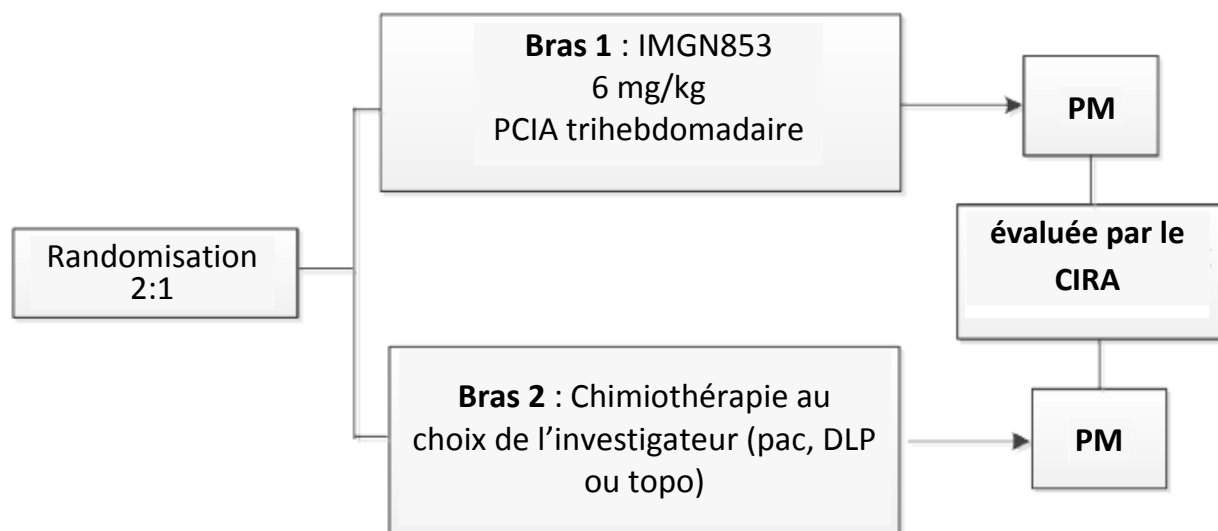 Bras 1 : IMGN853
6 mg/kg
PCIA trihebdomadaire
PM
évaluée par le
CIRA
Randomisation
2:1
Bras 2 : Chimiothérapie au
choix de l’investigateur (pac, DLP
ou topo)
PM